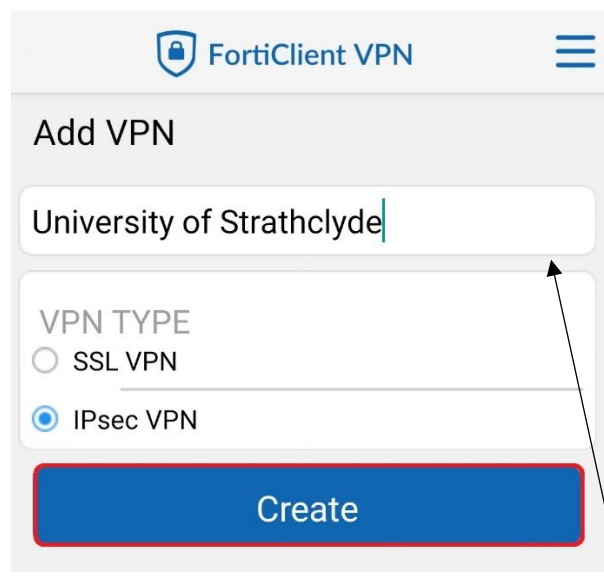 FortiClient VPN
Add VPN
University of Strathclyde
VPN TYPE
SSL VPN
IPsec VPN
Create